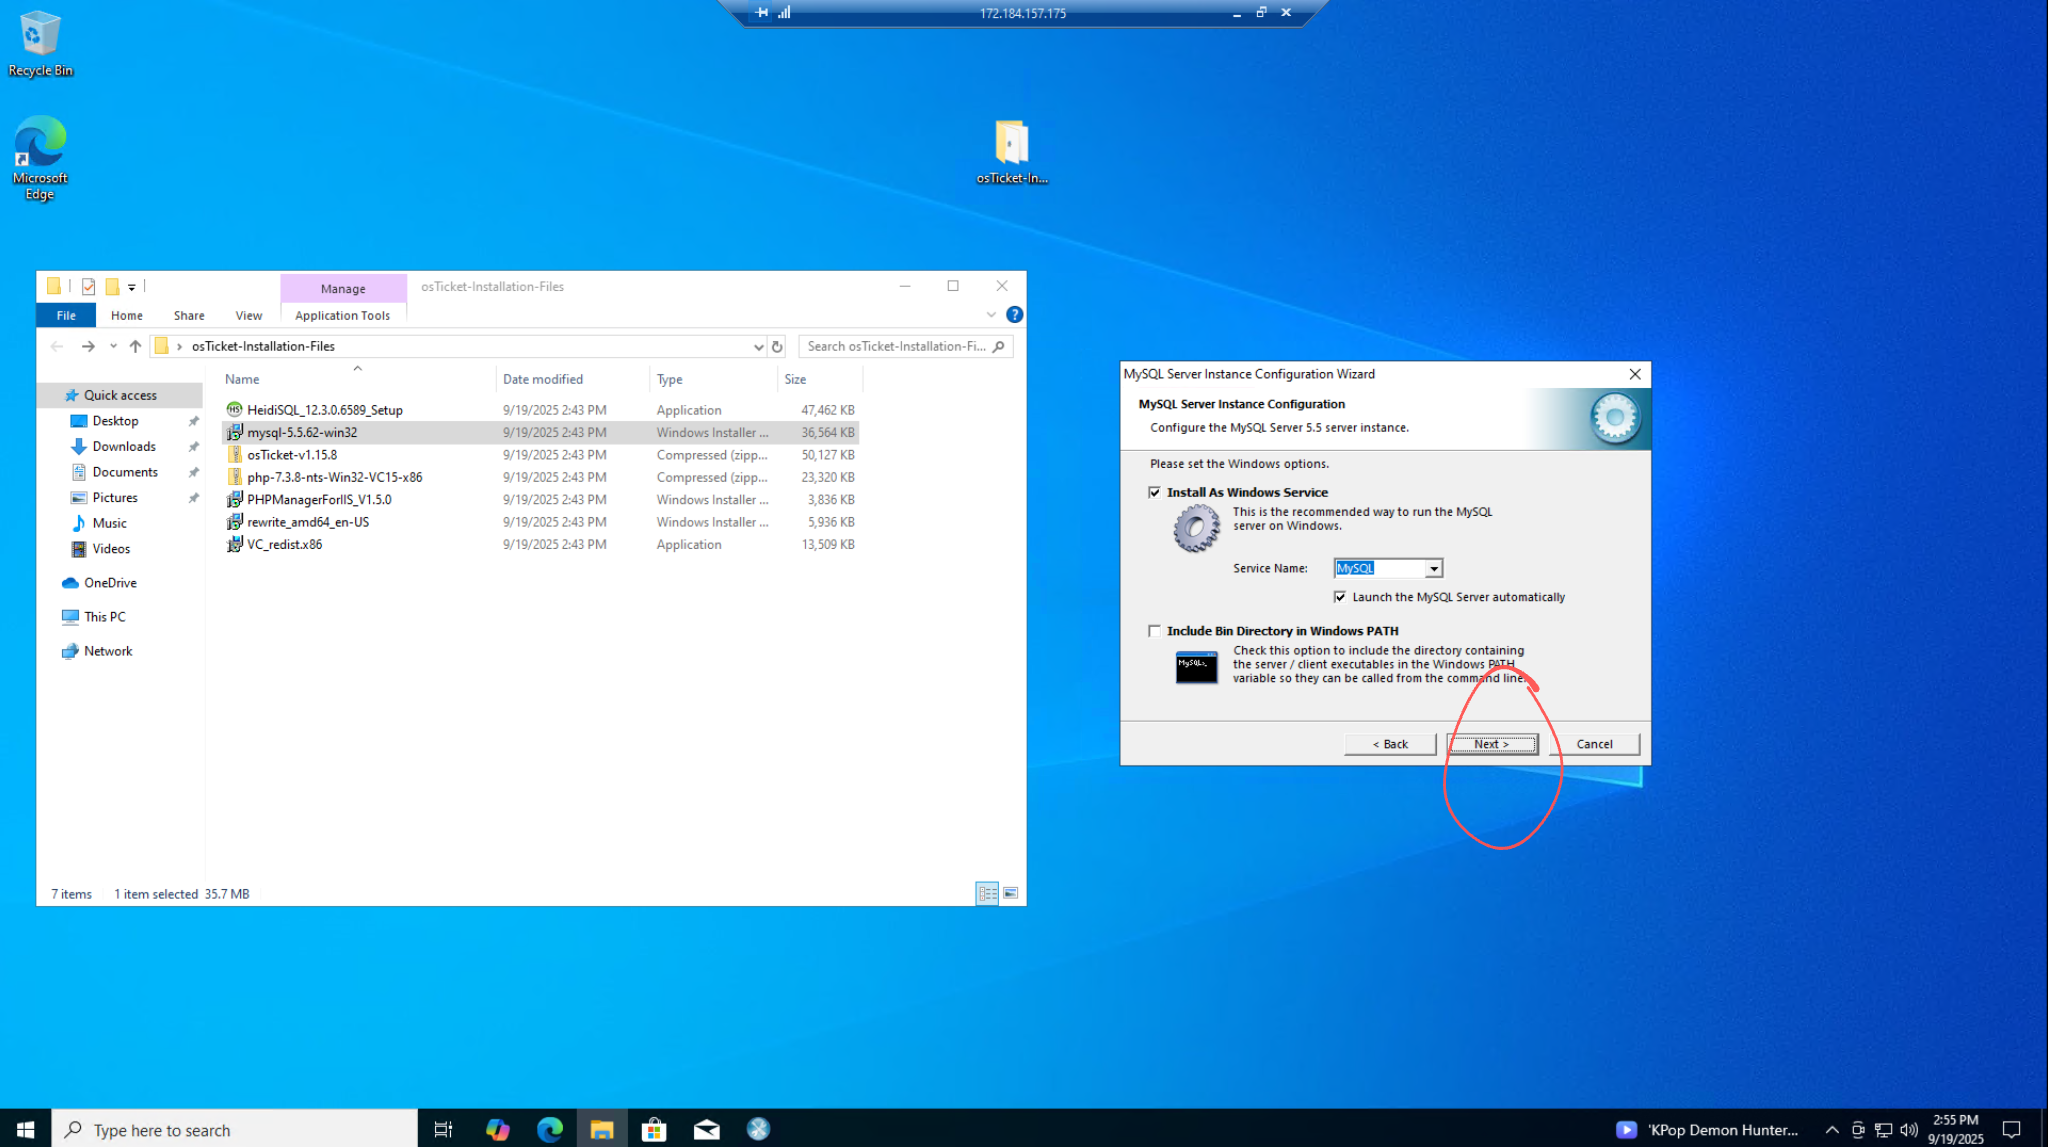 172.184.157.175
Recycle Bin
Microsoft
Edge
osTicket-In...
Manage
osTicket-Installation-Files
File
Home
Share
View
Application Tools
osTicket-Installation-Files
Search osTicket-Installation-Fi...
Name
Date modified
Type
Size
Quick access
Desktop
Downloads
Documents
Pictures
Music
Videos
OneDrive
This PC
Network
HeidiSQL_12.3.0.6589_Setup 9/19/2025 2:43 PM Application 47,462 KB
mysql-5.5.62-win32 9/19/2025 2:43 PM Windows Installer ... 36,564 KB
osTicket-v1.15.8 9/19/2025 2:43 PM Compressed (zipp... 50,127 KB
php-7.3.8-nts-Win32-VC15-x86 9/19/2025 2:43 PM Compressed (zipp... 23,320 KB
PHPManagerForIIS_V1.5.0 9/19/2025 2:43 PM Windows Installer ... 3,836 KB
rewrite_amd64_en-US 9/19/2025 2:43 PM Windows Installer ... 5,936 KB
VC_redist.x86 9/19/2025 2:43 PM Application 13,509 KB
7 items 1 item selected 35.7 MB
MySQL Server Instance Configuration Wizard
MySQL Server Instance Configuration
Configure the MySQL Server 5.5 server instance.
Please set the Windows options.
Install As Windows Service
This is the recommended way to run the MySQL
server on Windows.
Service Name: MySQL
Launch the MySQL Server automatically
Include Bin Directory in Windows PATH
Check this option to include the directory containing
the server / client executables in the Windows PATH
variable so they can be called from the command line.
< Back
Next >
Cancel
Type here to search
'KPop Demon Hunter...
2:55 PM
9/19/2025